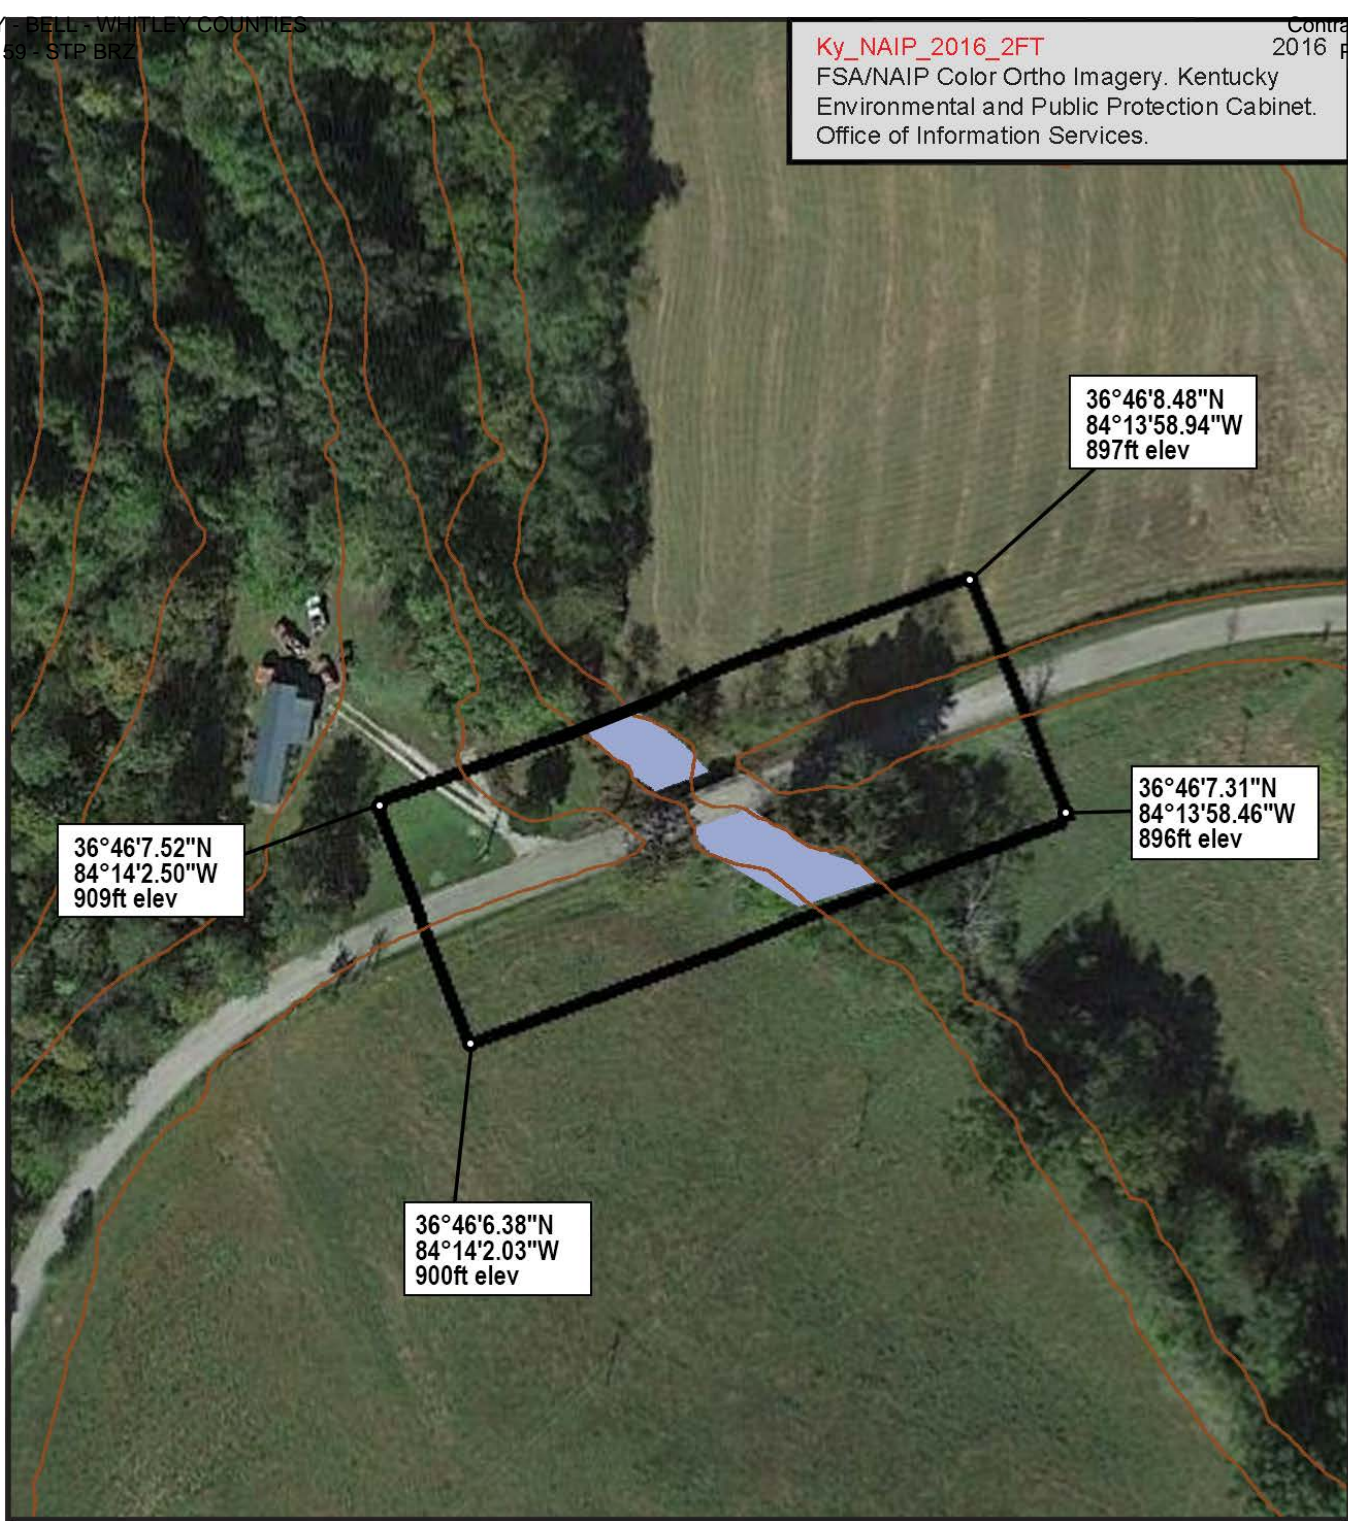 - BELL - WHITLEY COUNTIES
59 - STP BRZ
Contra
Ky_NAIP_2016_2FT 2016
FSA/NAIP Color Ortho Imagery. Kentucky
Environmental and Public Protection Cabinet.
Office of Information Services.
36°46'8.48"N
84°13'58.94"W
897ft elev
36°46'7.31"N
84°13'58.46"W
896ft elev
36°46'7.52"N
84°14'2.50"W
909ft elev
36°46'6.38"N
84°14'2.03"W
900ft elev